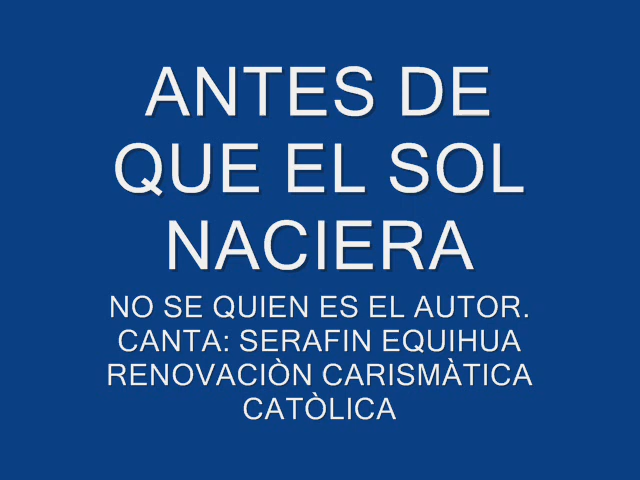 ANTES DE
QUE EL SOL
NACIERA
NO SE QUIEN ES EL AUTOR.
CANTA: SERAFIN EQUIHUA
RENOVACIÒN CARISMÀTICA
CATÒLICA